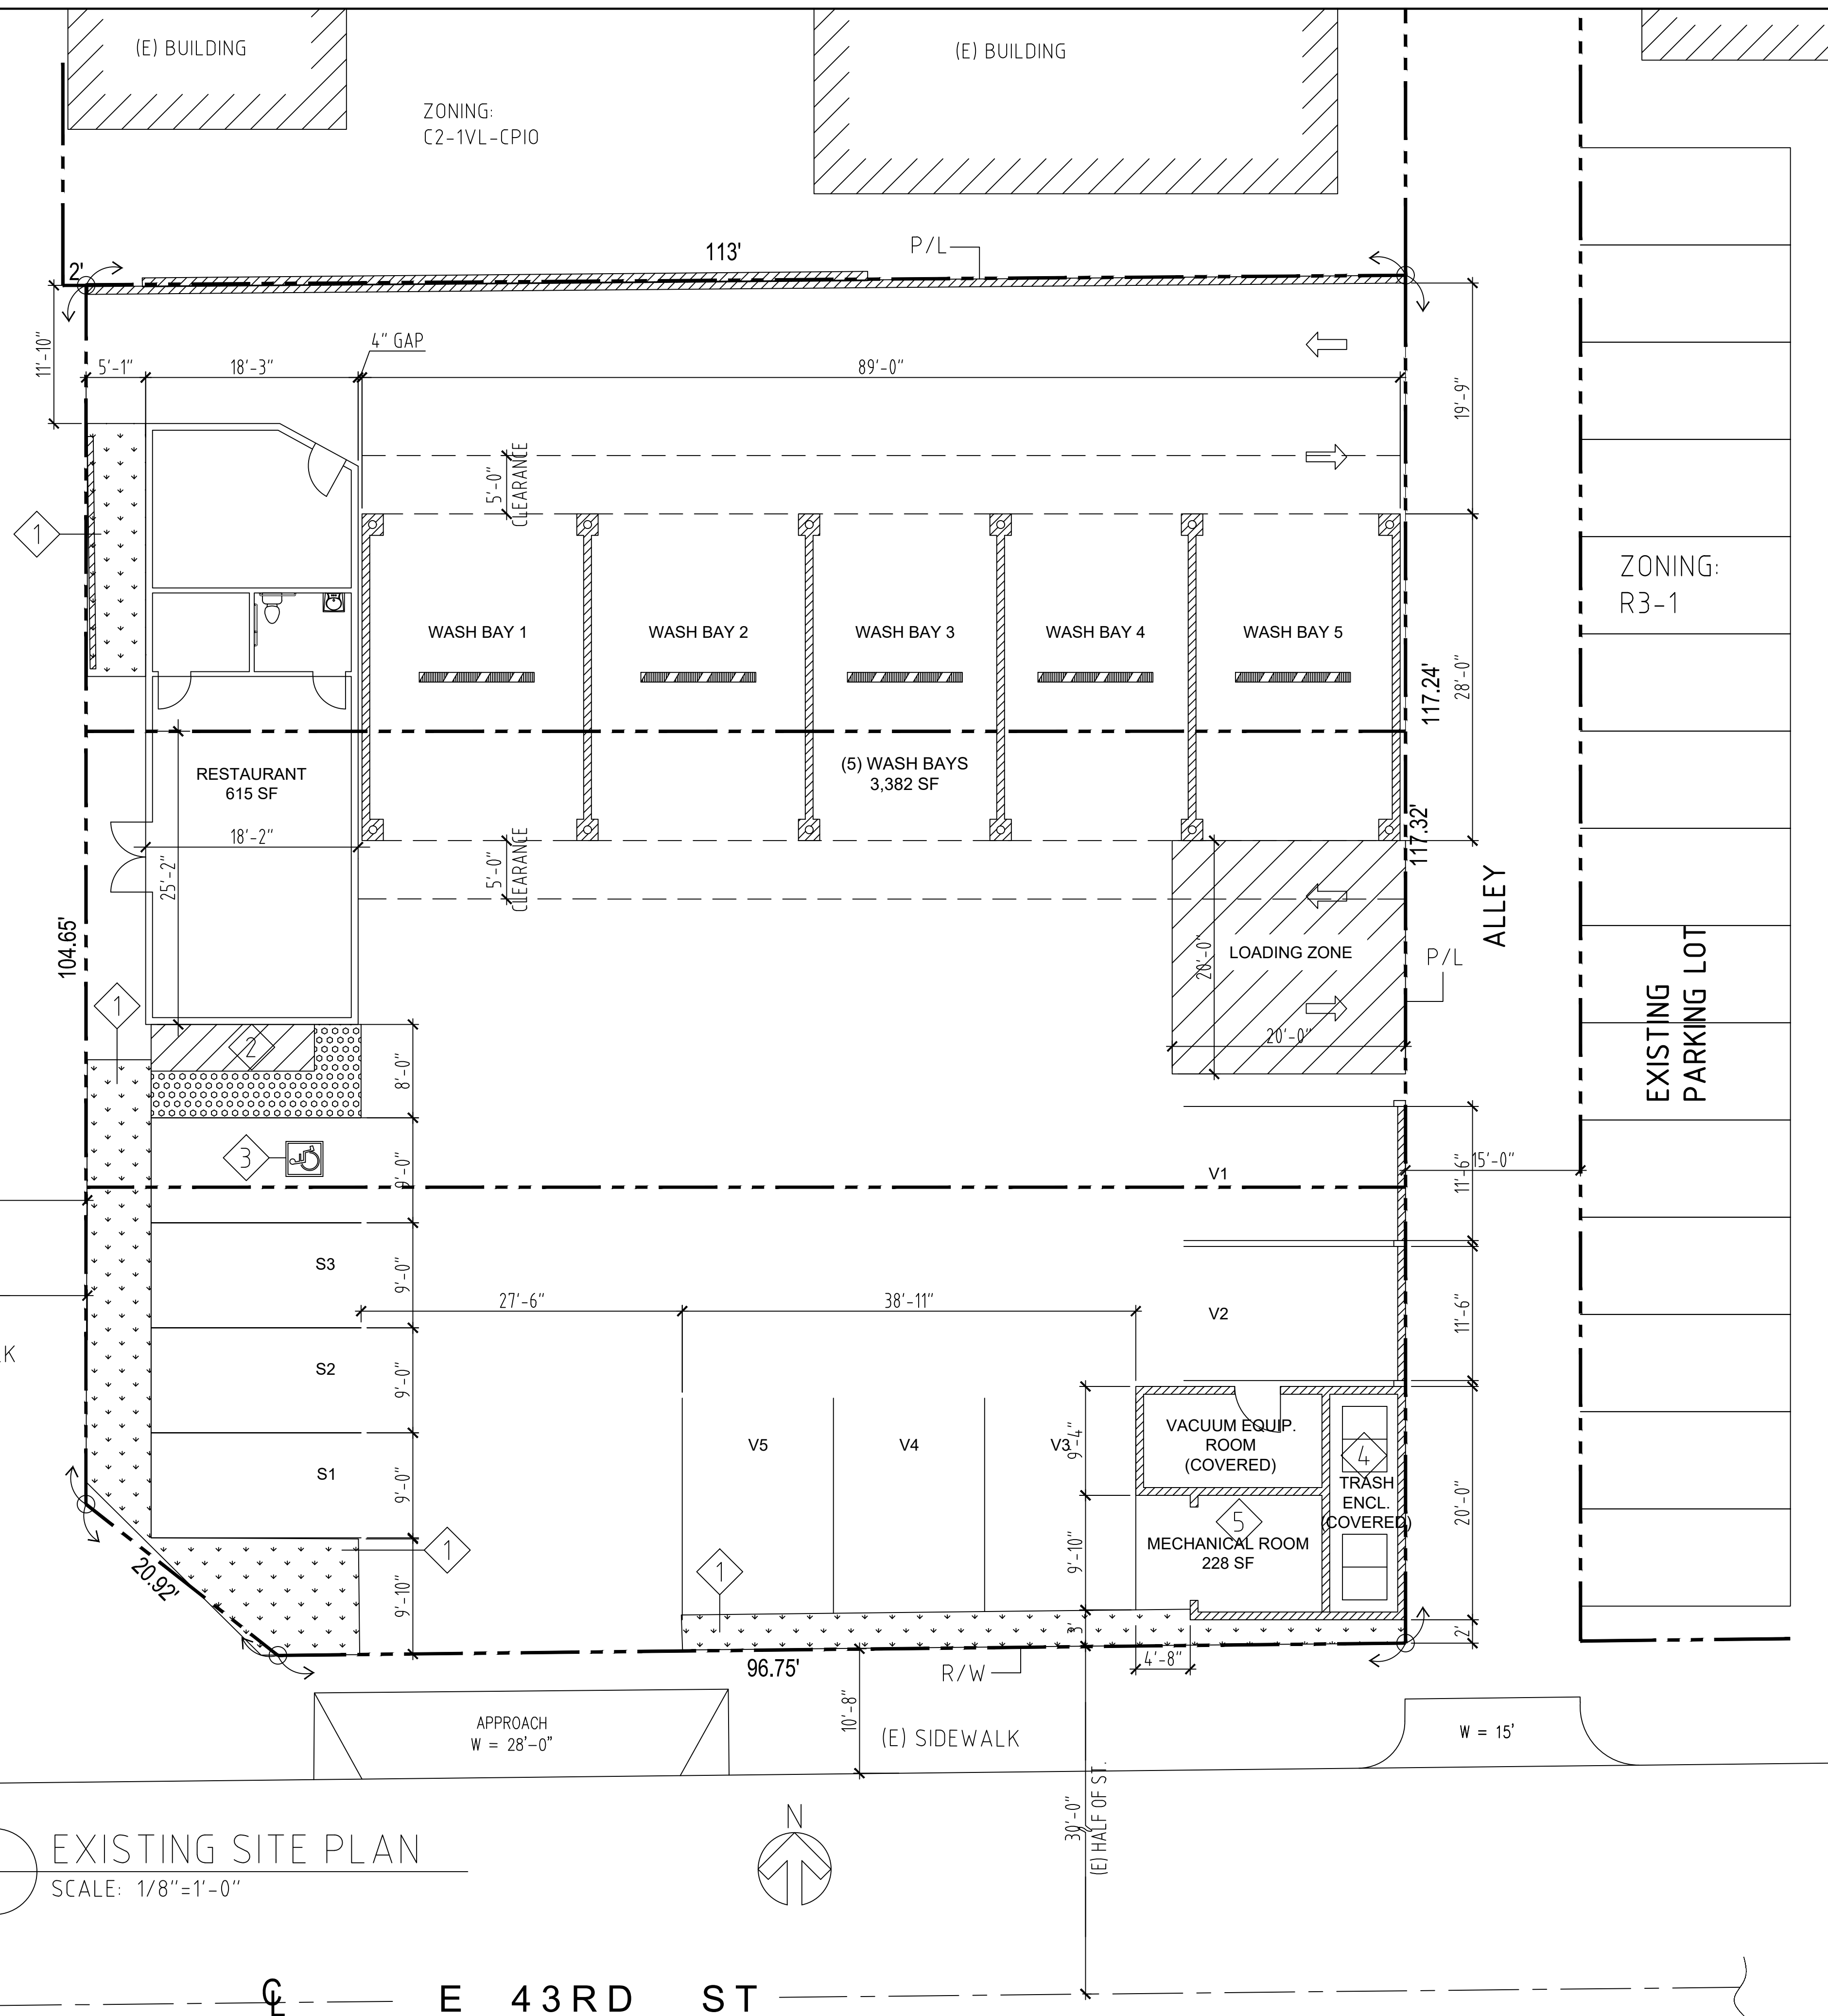 (E) BUILDING
(E) BUILDING
ZONING:
C2-1VL-CPIO
113'
P/L
2'
4" GAP
11'-10"
5'-1"
18'-3"
89'-0"
19'-9"
5'-0"
CLEARANCE
1
ZONING:
R3-1
WASH BAY 1
WASH BAY 2
WASH BAY 3
WASH BAY 4
WASH BAY 5
117.24'
28'-0"
RESTAURANT
615 SF
(5) WASH BAYS
3,382 SF
18'-2"
25'-2"
5'-0"
CLEARANCE
117.32'
ALLEY
104.65'
20'-0"
LOADING ZONE
P/L
EXISTING
PARKING LOT
1
2
20'-0"
8'-0"
3
9'-0"
V1
11'-6"
15'-0"
S3
9'-0"
27'-6"
38'-11"
V2
11'-6"
K
S2
9'-0"
V5
V4
V3
9'-4"
VACUUM EQUIP.
ROOM
(COVERED)
4
TRASH
ENCL.
(COVERED)
S1
9'-0"
20'-0"
5
MECHANICAL ROOM
228 SF
9'-10"
1
1
20.92'
9'-10"
3'
2'
96.75'
R/W
4'-8"
10'-8"
(E) SIDEWALK
APPROACH
W = 28'-0"
W = 15'
30'-0"
(E) HALF OF ST.
N
EXISTING SITE PLAN
SCALE: 1/8"=1'-0"
CL E 43RD ST